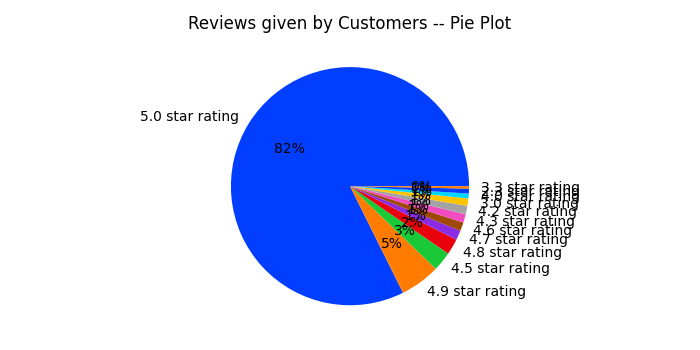 Reviews given by Customers -- Pie Plot
5.0 star rating
82%
3.3 star rating
3.0 star rating
4.2 star rating
4.3 star rating
4.6 star rating
4.7 star rating
4.8 star rating
2%
3%
4.5 star rating
5%
4.9 star rating